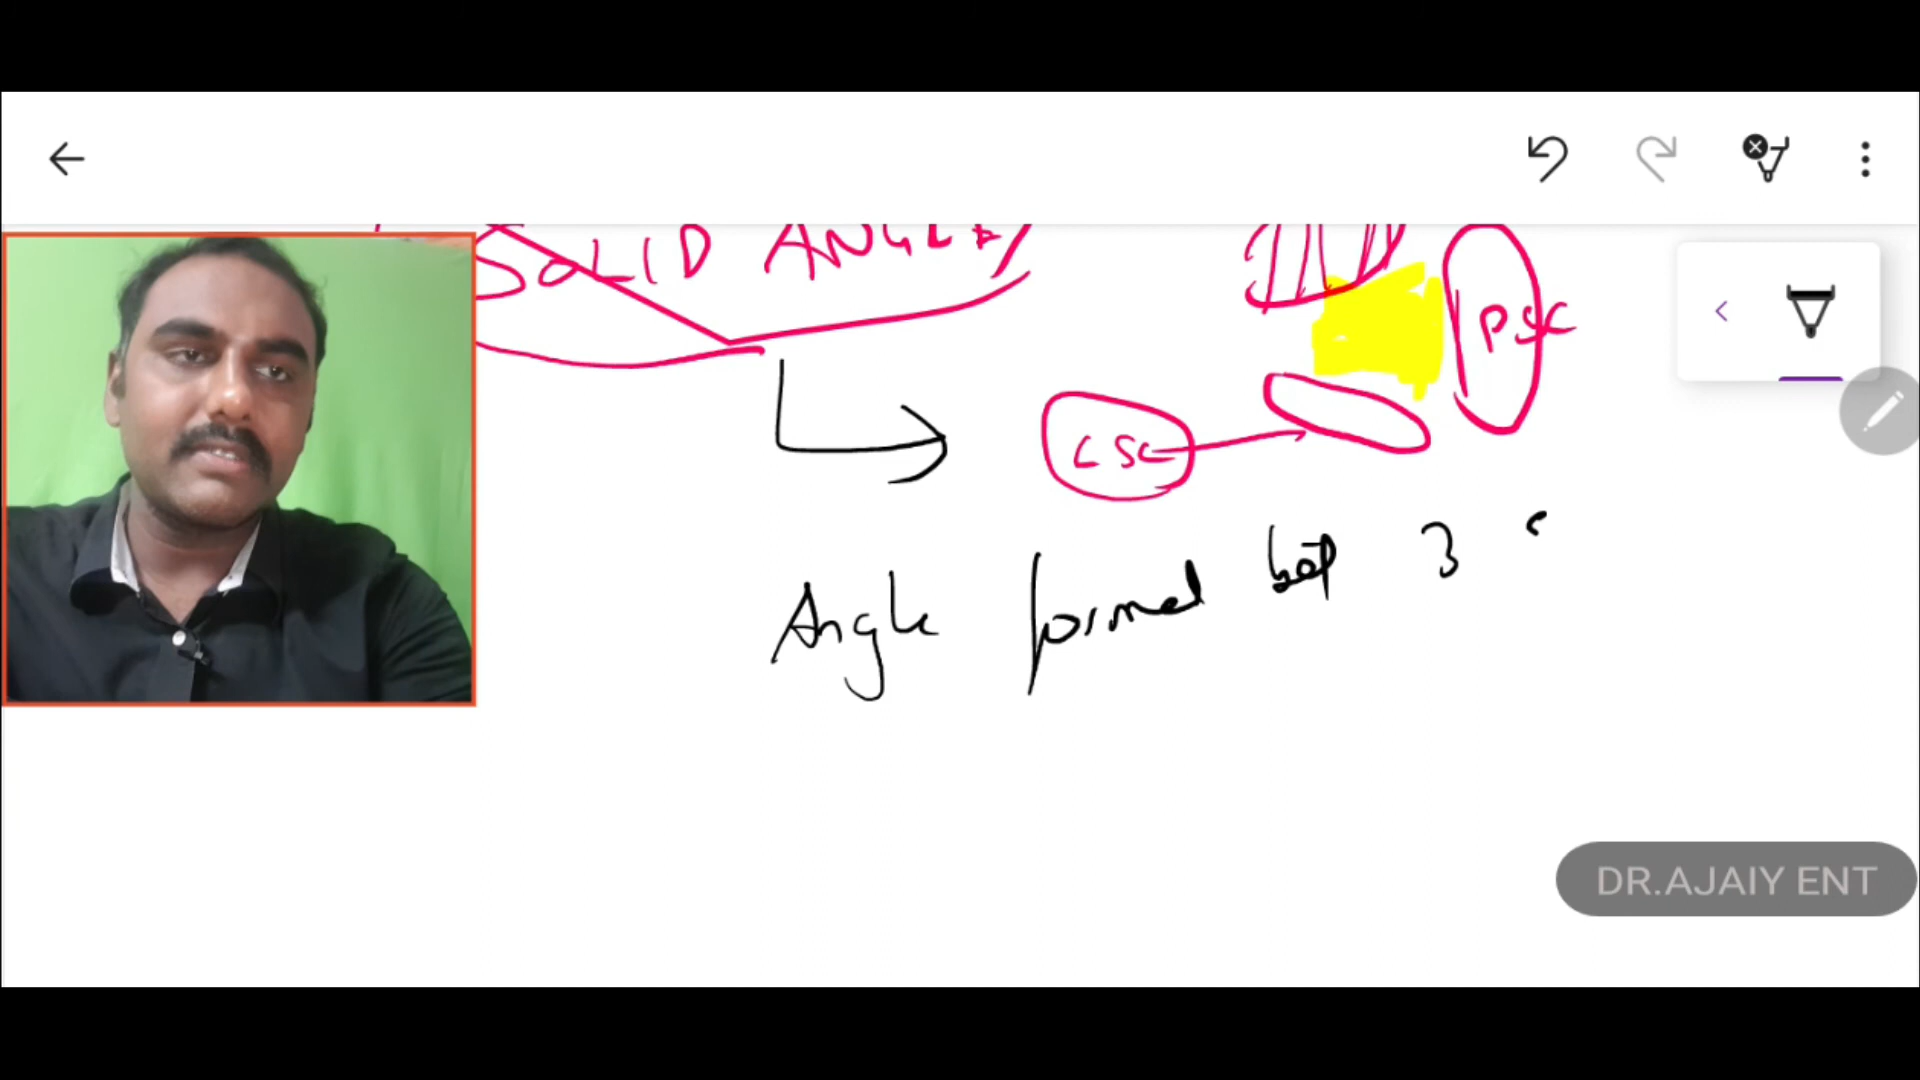 SOLID ANGLE
PSC
LSC
Angle formed bet 3
DR.AJAIY ENT